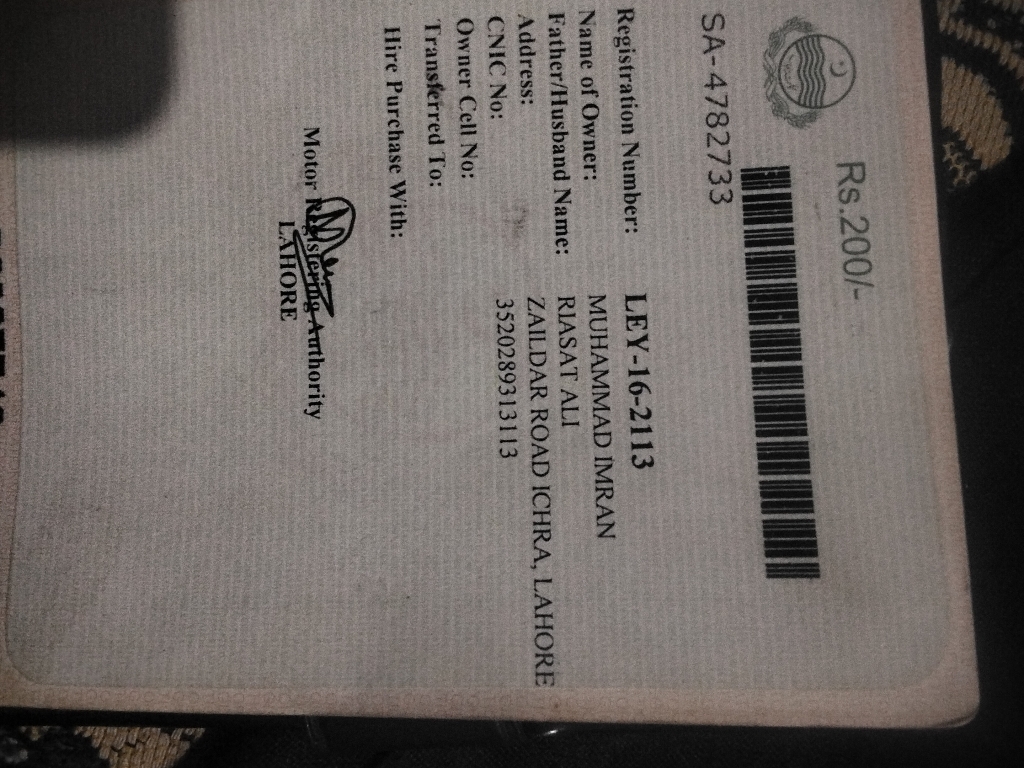 Rs.200/-
SA-4782733
Registration Number: LEY-16-2113
Name of Owner: MUHAMMAD IMRAN
Father/Husband Name: RIASAT ALI
Address: ZAILDAR ROAD ICHRA, LAHORE
CNIC No: 3520289313113
Owner Cell No:
Transferred To:
Hire Purchase With:
Motor Registering Authority
LAHORE